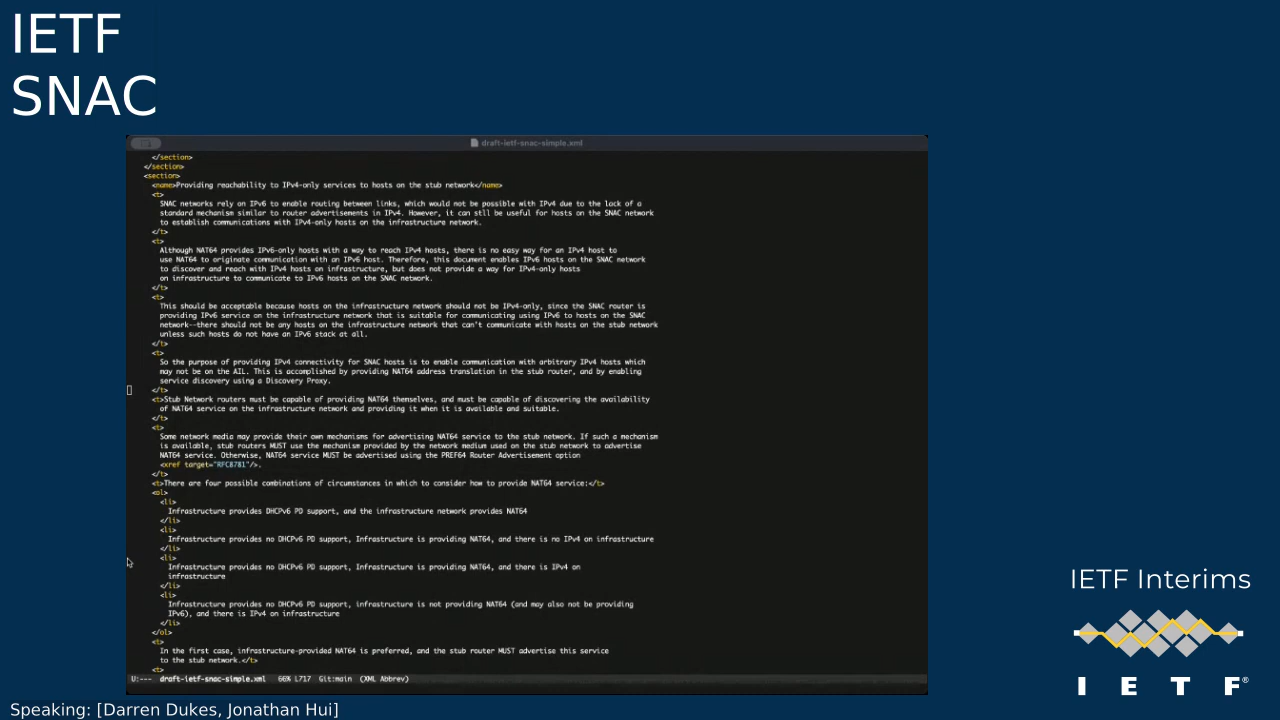 IETF
SNAC
draft-ietf-snac-simple.xml
</section>
</section>
<section>
<name>Providing reachability to IPv4-only services to hosts on the stub network</name>
<t>
SNAC networks rely on IPv6 to enable routing between links, which would not be possible with IPv4 due to the lack of a
standard mechanism similar to router advertisements in IPv4. However, it can stll be useful for hosts on the SNAC network
to establish communications with IPv4-only hosts on the infrastructure network.
</t>
<t>
Although NAT64 provides IPv6-only hosts with a way to reach IPv4 hosts, there is no easy way for an IPv4 host to
use NAT64 to originate communication with an IPv6 host. Therefore, this document enables IPv6 hosts on the SNAC network
to discover and reach with IPv4 hosts on infrastructure, but does not provide a way for IPv4-only hosts
on infrastructure to communicate to IPv6 hosts on the SNAC network.
</t>
<t>
This should be acceptable because hosts on the infrastructure network should not be IPv4-only, since the SNAC router is
providing IPv6 service on the infrastructure network that is suitable for communicating using IPv6 to hosts on the SNAC
network--there should not be any hosts on the infrastructure network that can't communicate with hosts on the stub network
unless such hosts do not have an IPv6 stack at all.
</t>
<t>
So the purpose of providing IPv4 connectivity for SNAC hosts is to enable communication with arbitrary IPv4 hosts which
may not be on the AIL. This is accomplished by providing NAT64 address translation in the stub router, and by enabling
service discovery using a Discovery Proxy.
</t>
<t>Stub Network routers must be capable of providing NAT64 themselves, and must be capable of discovering the availability
of NAT64 service on the infrastructure network and providing it when it is available and suitable.
</t>
<t>
Some network media may provide their own mechanisms for advertising NAT64 service to the stub network. If such a mechanism
is available, stub routers MUST use the mechanism provided by the network medium used on the stub network to advertise
NAT64 service. Otherwise, NAT64 service MUST be advertised using the PREF64 Router Advertisement option
<xref target="RFC8781"/>.
</t>
<t>There are four possible combinations of circumstances in which to consider how to provide NAT64 service:</t>
<ol>
<li>
Infrastructure provides DHCPv6 PD support, and the infrastructure network provides NAT64
</li>
<li>
Infrastructure provides no DHCPv6 PD support, Infrastructure is providing NAT64, and there is no IPv4 on infrastructure
</li>
<li>
Infrastructure provides no DHCPv6 PD support, Infrastructure is providing NAT64, and there is IPv4 on
infrastructure
</li>
<li>
Infrastructure provides no DHCPv6 PD support, infrastructure is not providing NAT64 (and may also not be providing
IPv6), and there is IPv4 on infrastructure
</li>
</ol>
<t>
In the first case, infrastructure-provided NAT64 is preferred, and the stub router MUST advertise this service
to the stub network.</t>
<t>
U:--- draft-ietf-snac-simple.xml 66% L717 Git:main (XML Abbrev)
IETF Interims
I E T F®
Speaking: [Darren Dukes, Jonathan Hui]